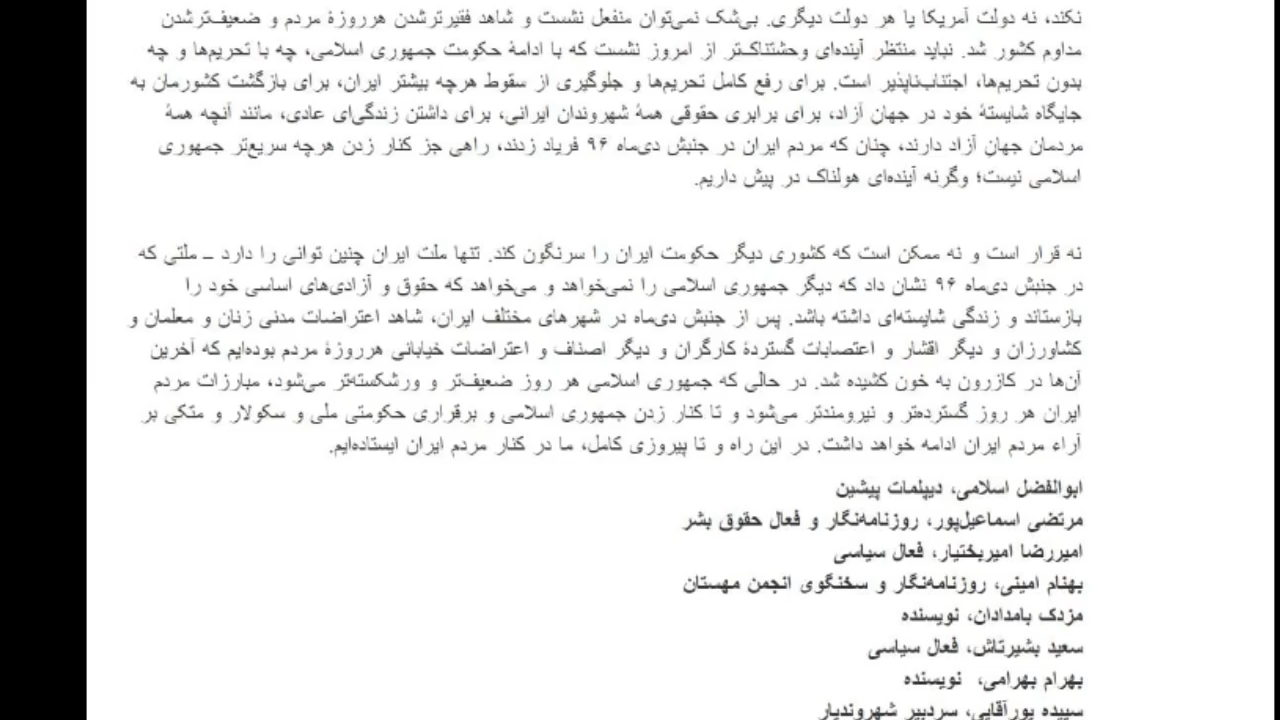 نکند، نه دولت آمریکا یا هر دولت دیگری. بی‌شک نمی‌توان منفعل نشست و شاهد فقیرترشدن هرروزهٔ مردم و ضعیف‌ترشدن
مداوم کشور شد. نباید منتظر آینده‌ای وحشتناک‌تر از امروز نشست که با ادامهٔ حکومت جمهوری اسلامی، چه با تحریم‌ها و چه
بدون تحریم‌ها، اجتناب‌ناپذیر است. برای رفع کامل تحریم‌ها و جلوگیری از سقوط هرچه بیشتر ایران، برای بازگشت کشورمان به
جایگاه شایستهٔ خود در جهانِ آزاد، برای برابری حقوقی همهٔ شهروندان ایرانی، برای داشتن زندگی‌ای عادی، مانند آنچه همهٔ
مردمان جهانِ آزاد دارند، چنان که مردم ایران در جنبش دی‌ماه ۹۶ فریاد زدند، راهی جز کنار زدن هرچه سریع‌تر جمهوری
اسلامی نیست؛ وگرنه آینده‌ای هولناک در پیش داریم.
نه قرار است و نه ممکن است که کشوری دیگر حکومت ایران را سرنگون کند. تنها ملت ایران چنین توانی را دارد ــ ملتی که
در جنبش دی‌ماه ۹۶ نشان داد که دیگر جمهوری اسلامی را نمی‌خواهد و می‌خواهد که حقوق و آزادی‌های اساسی خود را
بازستاند و زندگی شایسته‌ای داشته باشد. پس از جنبش دی‌ماه در شهرهای مختلف ایران، شاهد اعتراضات مدنی زنان و معلمان و
کشاورزان و دیگر اقشار و اعتصابات گستردهٔ کارگران و دیگر اصناف و اعتراضات خیابانی هرروزهٔ مردم بوده‌ایم که آخرین
آن‌ها در کازرون به خون کشیده شد. در حالی که جمهوری اسلامی هر روز ضعیف‌تر و ورشکسته‌تر می‌شود، مبارزات مردم
ایران هر روز گسترده‌تر و نیرومندتر می‌شود و تا کنار زدن جمهوری اسلامی و برقراری حکومتی ملی و سکولار و متکی بر
آراء مردم ایران ادامه خواهد داشت. در این راه و تا پیروزی کامل، ما در کنار مردم ایران ایستاده‌ایم.
ابوالفضل اسلامی، دیپلمات پیشین
مرتضی اسماعیل‌پور، روزنامه‌نگار و فعال حقوق بشر
امیررضا امیربختیار، فعال سیاسی
بهنام امینی، روزنامه‌نگار و سخنگوی انجمن مهستان
مزدک بامدادان، نویسنده
سعید بشیرتاش، فعال سیاسی
بهرام بهرامی، نویسنده
سپیده پورآقایی، سردبیر شهروندیار